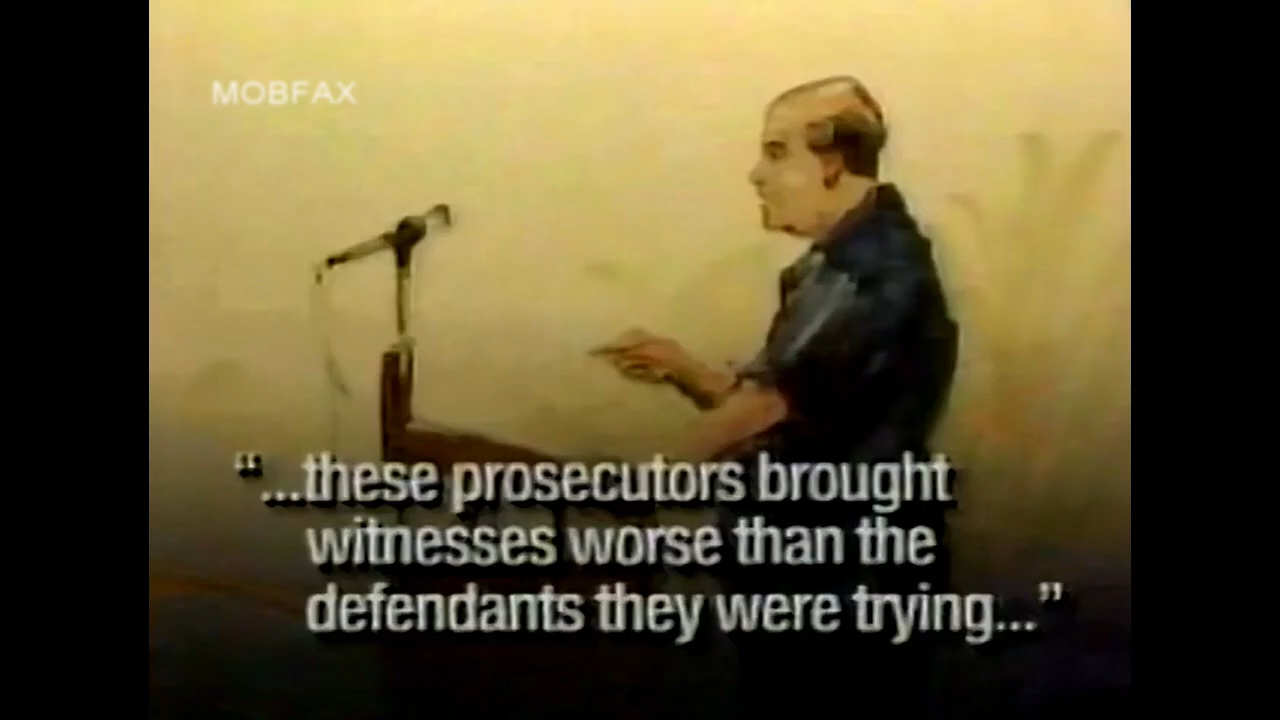 MOBFAX
“...these prosecutors brought
witnesses worse than the
defendants they were trying...”